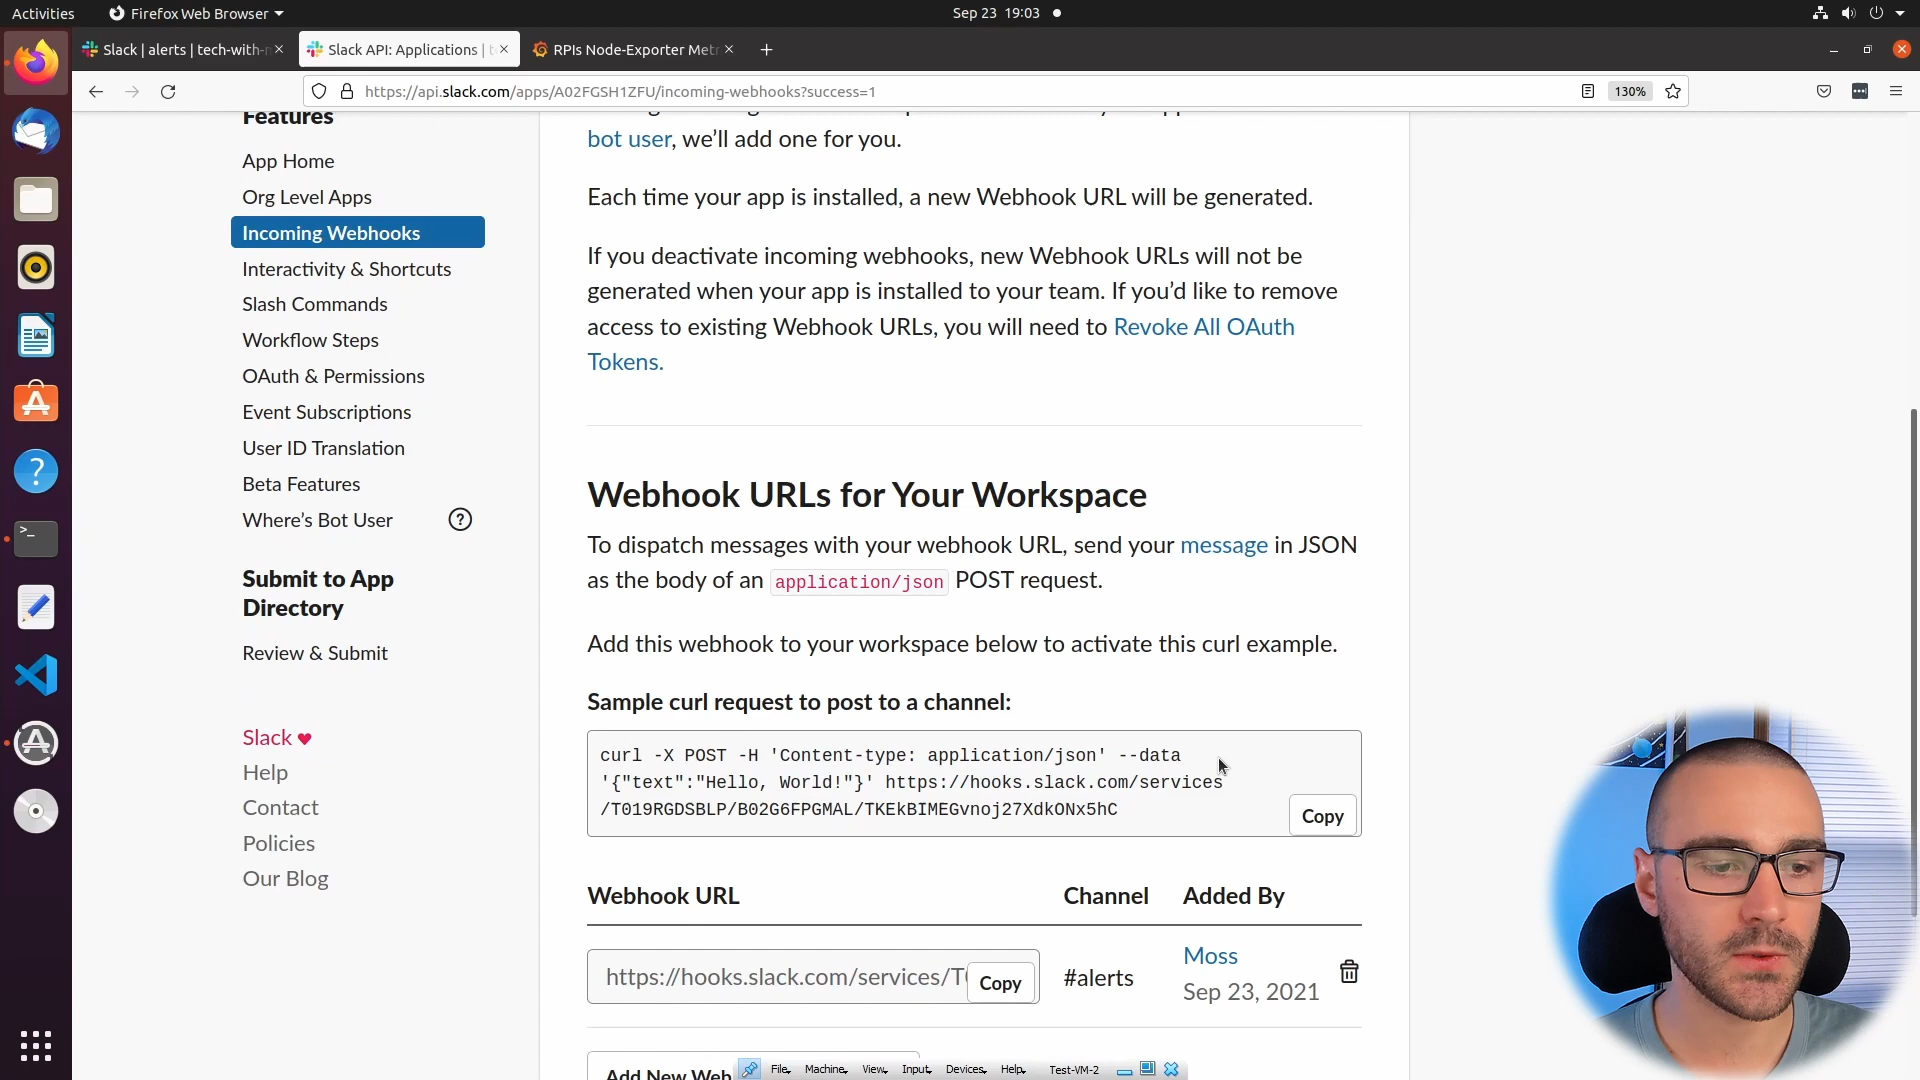 Activities
Firefox Web Browser
Sep 23 19:03
Slack | alerts | tech-with-
Slack API: Applications |
RPIs Node-Exporter Met
https://api.slack.com/apps/A02FGSH1ZFU/incoming-webhooks?success=1
130%
Features
App Home
Org Level Apps
Incoming Webhooks
Interactivity & Shortcuts
Slash Commands
Workflow Steps
OAuth & Permissions
Event Subscriptions
User ID Translation
Beta Features
Where's Bot User
?
Submit to App
Directory
Review & Submit
Slack ♥
Help
Contact
Policies
Our Blog
bot user, we'll add one for you.
Each time your app is installed, a new Webhook URL will be generated.
If you deactivate incoming webhooks, new Webhook URLs will not be
generated when your app is installed to your team. If you'd like to remove
access to existing Webhook URLs, you will need to Revoke All OAuth
Tokens.
Webhook URLs for Your Workspace
To dispatch messages with your webhook URL, send your message in JSON
as the body of an application/json POST request.
Add this webhook to your workspace below to activate this curl example.
Sample curl request to post to a channel:
curl -X POST -H 'Content-type: application/json' --data
'{"text":"Hello, World!"}' https://hooks.slack.com/services
/T019RGDSBLP/B02G6FPGMAL/TKEkBIMEGvnoj27XdkONx5hC
Copy
Webhook URL Channel Added By
https://hooks.slack.com/services/T Copy #alerts Moss
Sep 23, 2021
Add New Web
File Machine View Input Devices Help Test-VM-2